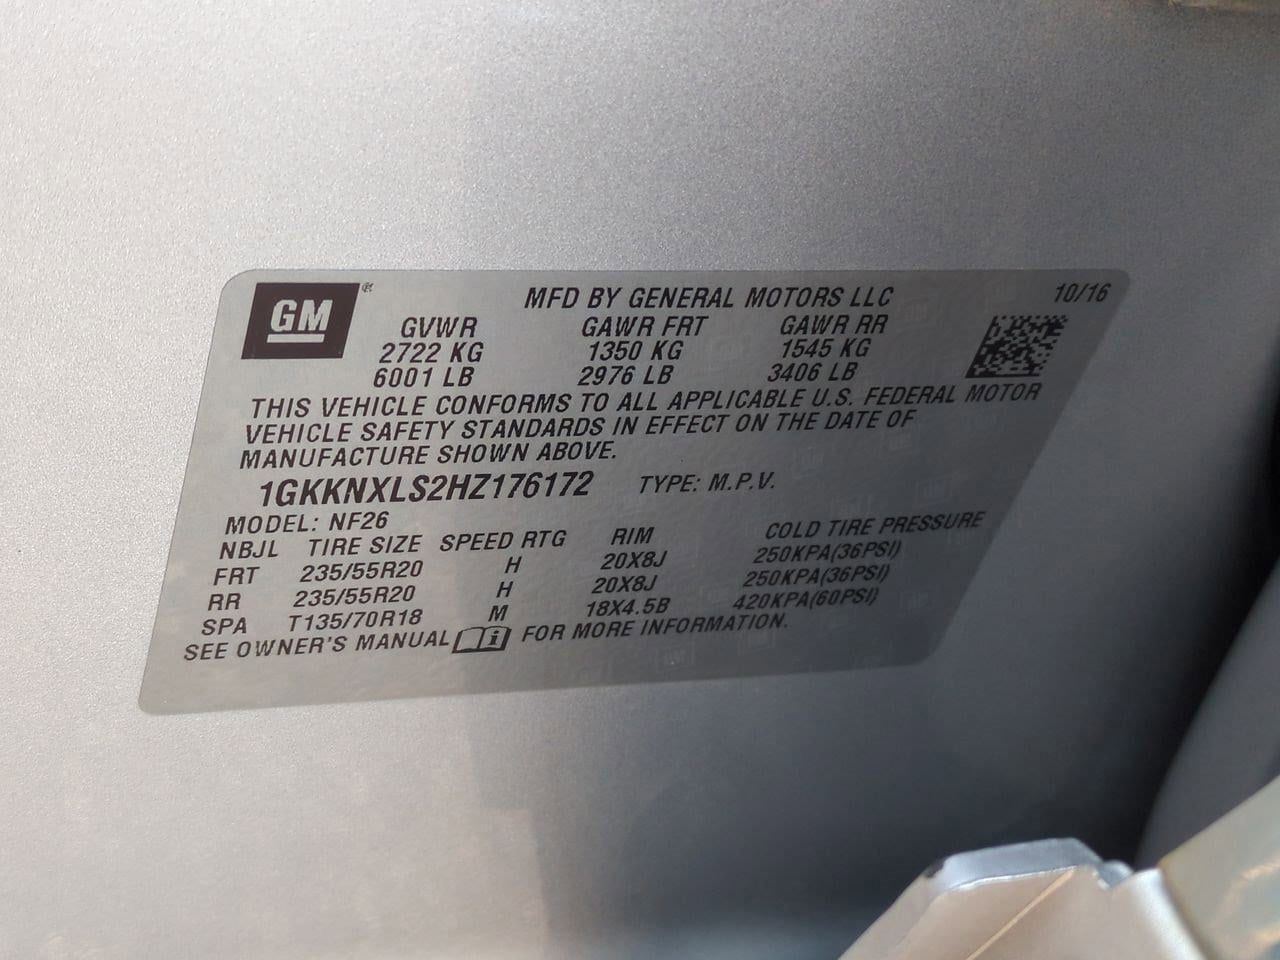 GM ®
MFD BY GENERAL MOTORS LLC 10/16
GVWR GAWR FRT GAWR RR
2722 KG 1350 KG 1545 KG
6001 LB 2976 LB 3406 LB
THIS VEHICLE CONFORMS TO ALL APPLICABLE U.S. FEDERAL MOTOR
VEHICLE SAFETY STANDARDS IN EFFECT ON THE DATE OF
MANUFACTURE SHOWN ABOVE.
1GKKNXLS2HZ176172 TYPE: M.P.V.
MODEL: NF26
NBJL TIRE SIZE SPEED RTG RIM COLD TIRE PRESSURE
FRT 235/55R20 H 20X8J 250KPA(36PSI)
RR 235/55R20 H 20X8J 250KPA(36PSI)
SPA T135/70R18 M 18X4.5B 420KPA(60PSI)
SEE OWNER'S MANUAL i FOR MORE INFORMATION.